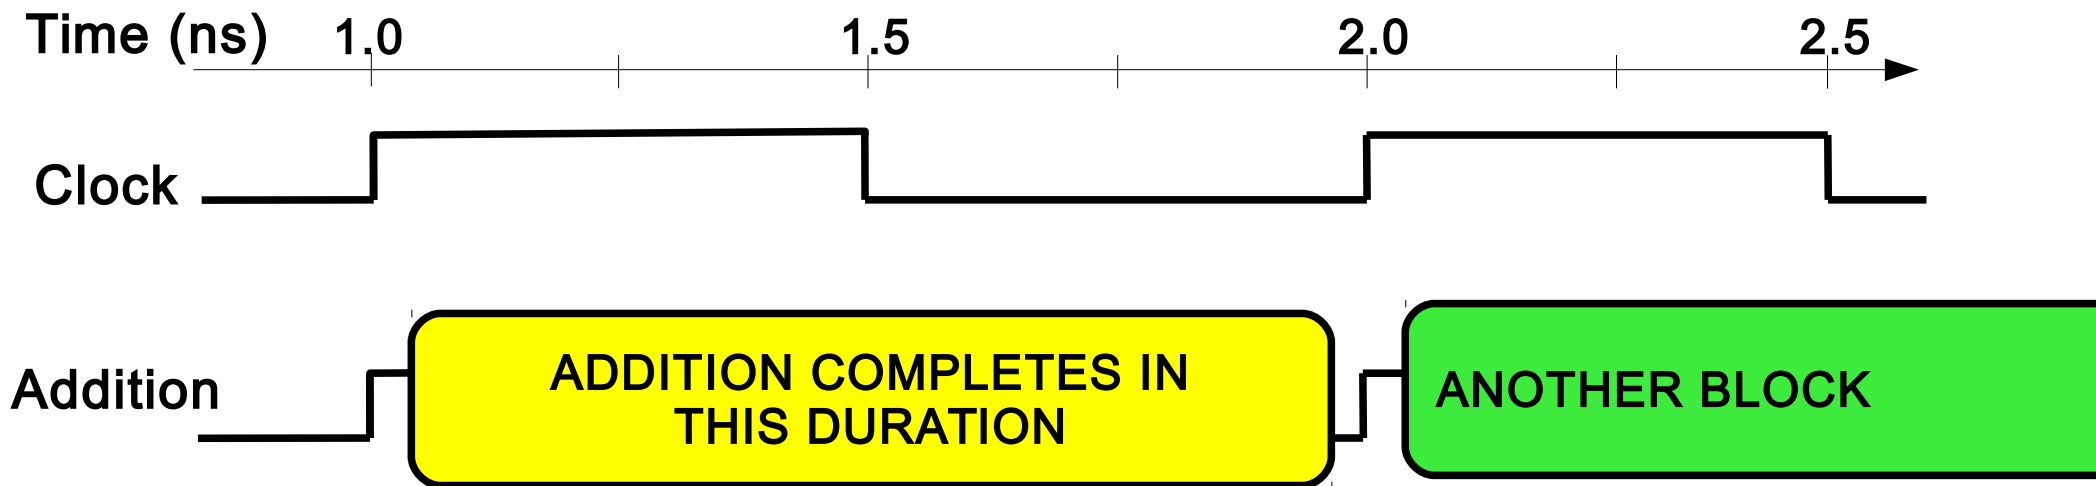 Time (ns) 1.0 1.5 2.0 2.5
Clock
Addition
ADDITION COMPLETES IN
THIS DURATION
ANOTHER BLOCK